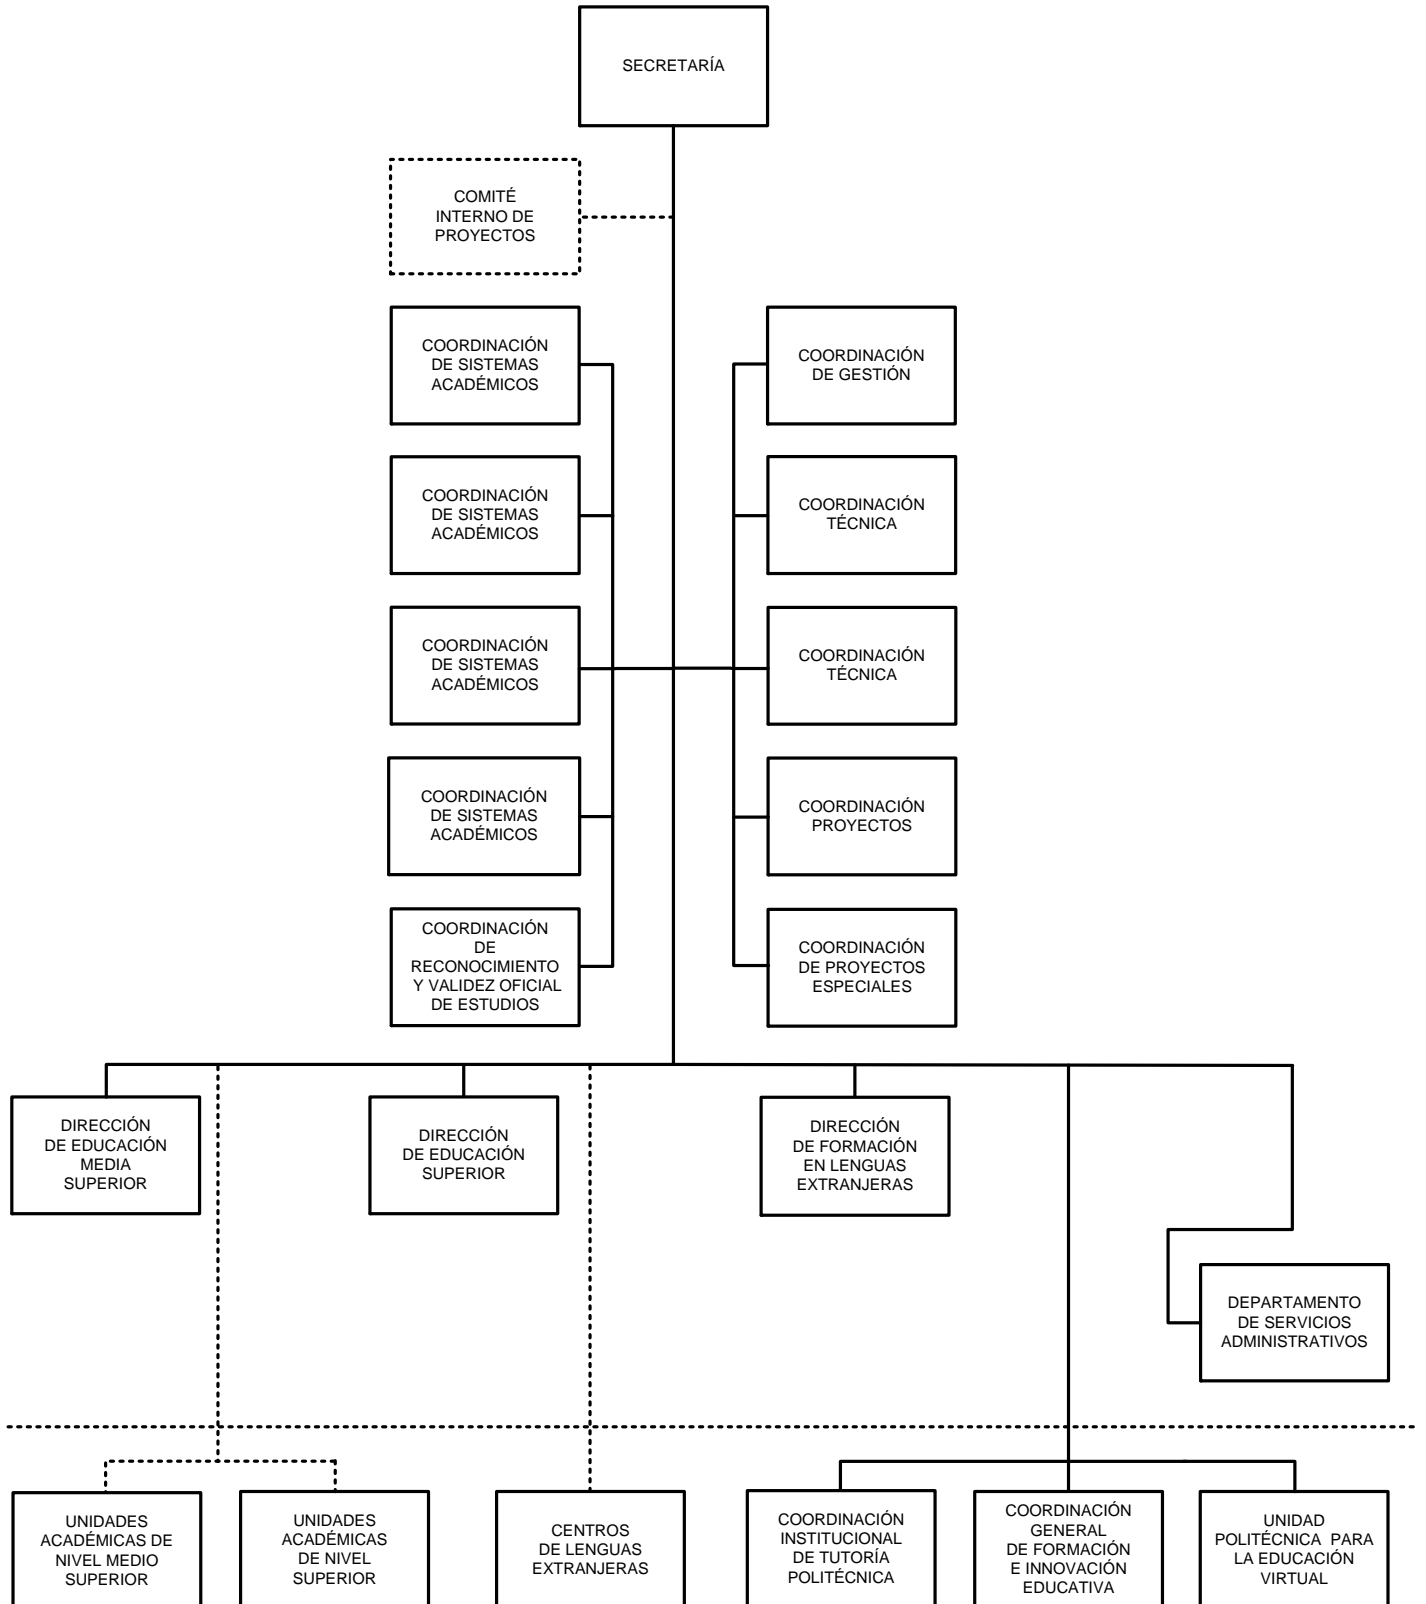 SECRETARÍA
COMITÉ
INTERNO DE
PROYECTOS
COORDINACIÓN
DE SISTEMAS
ACADÉMICOS
COORDINACIÓN
DE GESTIÓN
COORDINACIÓN
DE SISTEMAS
ACADÉMICOS
COORDINACIÓN
TÉCNICA
COORDINACIÓN
DE SISTEMAS
ACADÉMICOS
COORDINACIÓN
TÉCNICA
COORDINACIÓN
DE SISTEMAS
ACADÉMICOS
COORDINACIÓN
PROYECTOS
COORDINACIÓN
DE
RECONOCIMIENTO
Y VALIDEZ OFICIAL
DE ESTUDIOS
COORDINACIÓN
DE PROYECTOS
ESPECIALES
DIRECCIÓN
DE EDUCACIÓN
MEDIA
SUPERIOR
DIRECCIÓN
DE EDUCACIÓN
SUPERIOR
DIRECCIÓN
DE FORMACIÓN
EN LENGUAS
EXTRANJERAS
DEPARTAMENTO
DE SERVICIOS
ADMINISTRATIVOS
UNIDADES
ACADÉMICAS DE
NIVEL MEDIO
SUPERIOR
UNIDADES
ACADÉMICAS
DE NIVEL
SUPERIOR
CENTROS
DE LENGUAS
EXTRANJERAS
COORDINACIÓN
INSTITUCIONAL
DE TUTORÍA
POLITÉCNICA
COORDINACIÓN
GENERAL
DE FORMACIÓN
E INNOVACIÓN
EDUCATIVA
UNIDAD
POLITÉCNICA PARA
LA EDUCACIÓN
VIRTUAL